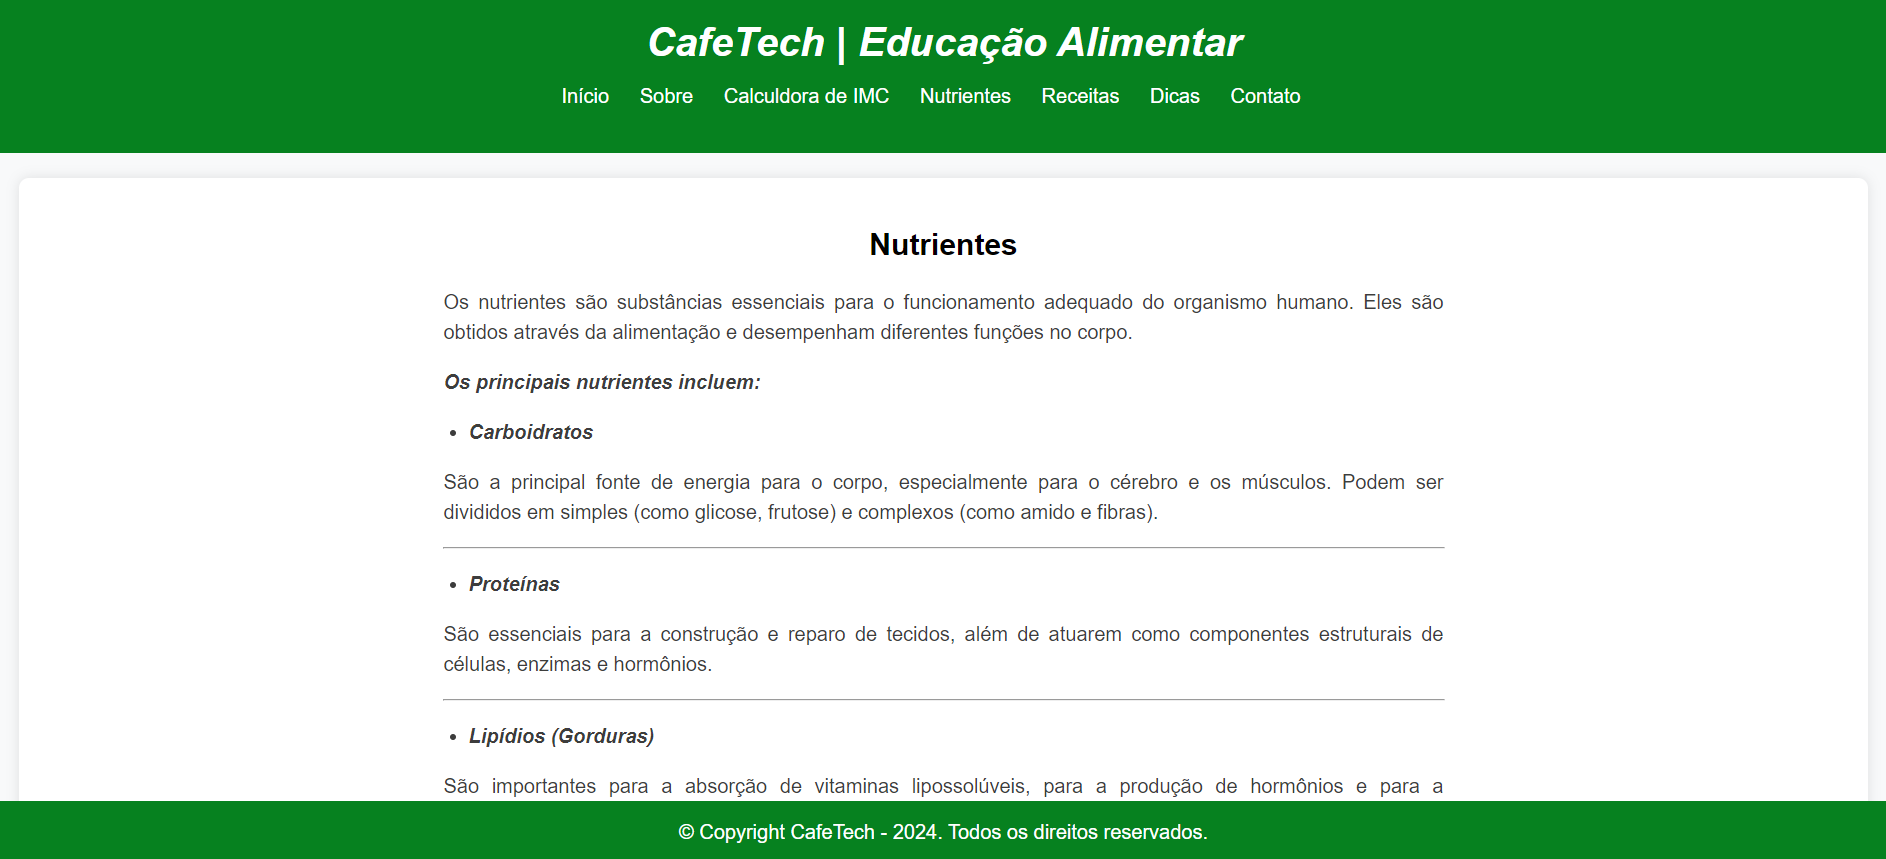 CafeTech | Educação Alimentar
Início Sobre Calculdora de IMC Nutrientes Receitas Dicas Contato
Nutrientes
Os nutrientes são substâncias essenciais para o funcionamento adequado do organismo humano. Eles são
obtidos através da alimentação e desempenham diferentes funções no corpo.
Os principais nutrientes incluem:
• Carboidratos
São a principal fonte de energia para o corpo, especialmente para o cérebro e os músculos. Podem ser
divididos em simples (como glicose, frutose) e complexos (como amido e fibras).
• Proteínas
São essenciais para a construção e reparo de tecidos, além de atuarem como componentes estruturais de
células, enzimas e hormônios.
• Lipídios (Gorduras)
São importantes para a absorção de vitaminas lipossolúveis, para a produção de hormônios e para a
© Copyright CafeTech - 2024. Todos os direitos reservados.